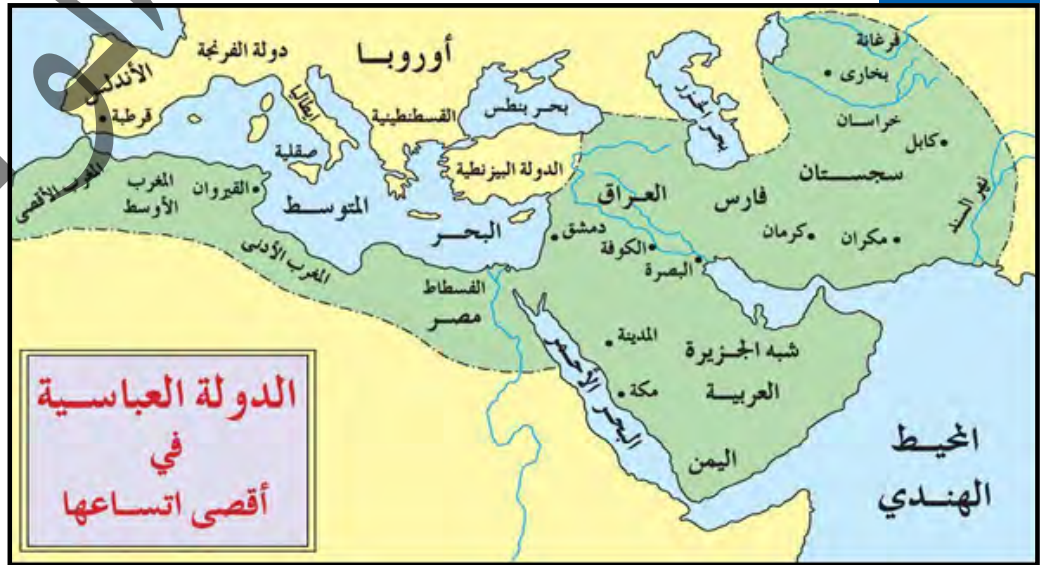 أوروبا
دولة الفرنجة
الأندلس
قرطبة
إيطاليا
صقلية
القسطنطينية
بحر بنطس
الدولة البيزنطية
بحر الخزر
فرغانة
بخارى
خراسان
كابل
سجستان
فارس
العراق
كرمان
مكران
نهر السند
دمشق
الكوفة
البصرة
المغرب الأقصى
المغرب
الأوسط
القيروان
المغرب الأدنى
البحر
المتوسط
الفسطاط
مصر
البحر الأحمر
المدينة
مكة
شبه الجزيرة
العربية
اليمن
المحيط
الهندي
الدولة العباسية
في
أقصى اتساعها